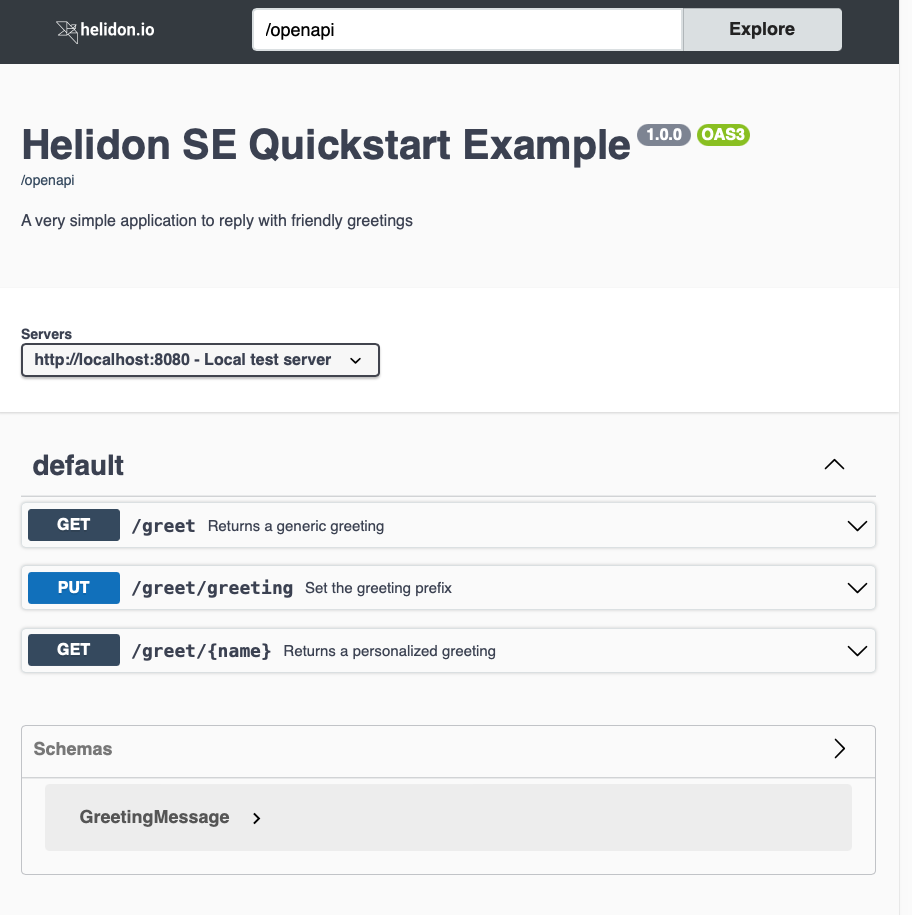 helidon.io
/openapi
Explore
Helidon SE Quickstart Example 1.0.0 OAS3
/openapi
A very simple application to reply with friendly greetings
Servers
http://localhost:8080 - Local test server
default
GET /greet Returns a generic greeting
PUT /greet/greeting Set the greeting prefix
GET /greet/{name} Returns a personalized greeting
Schemas
GreetingMessage